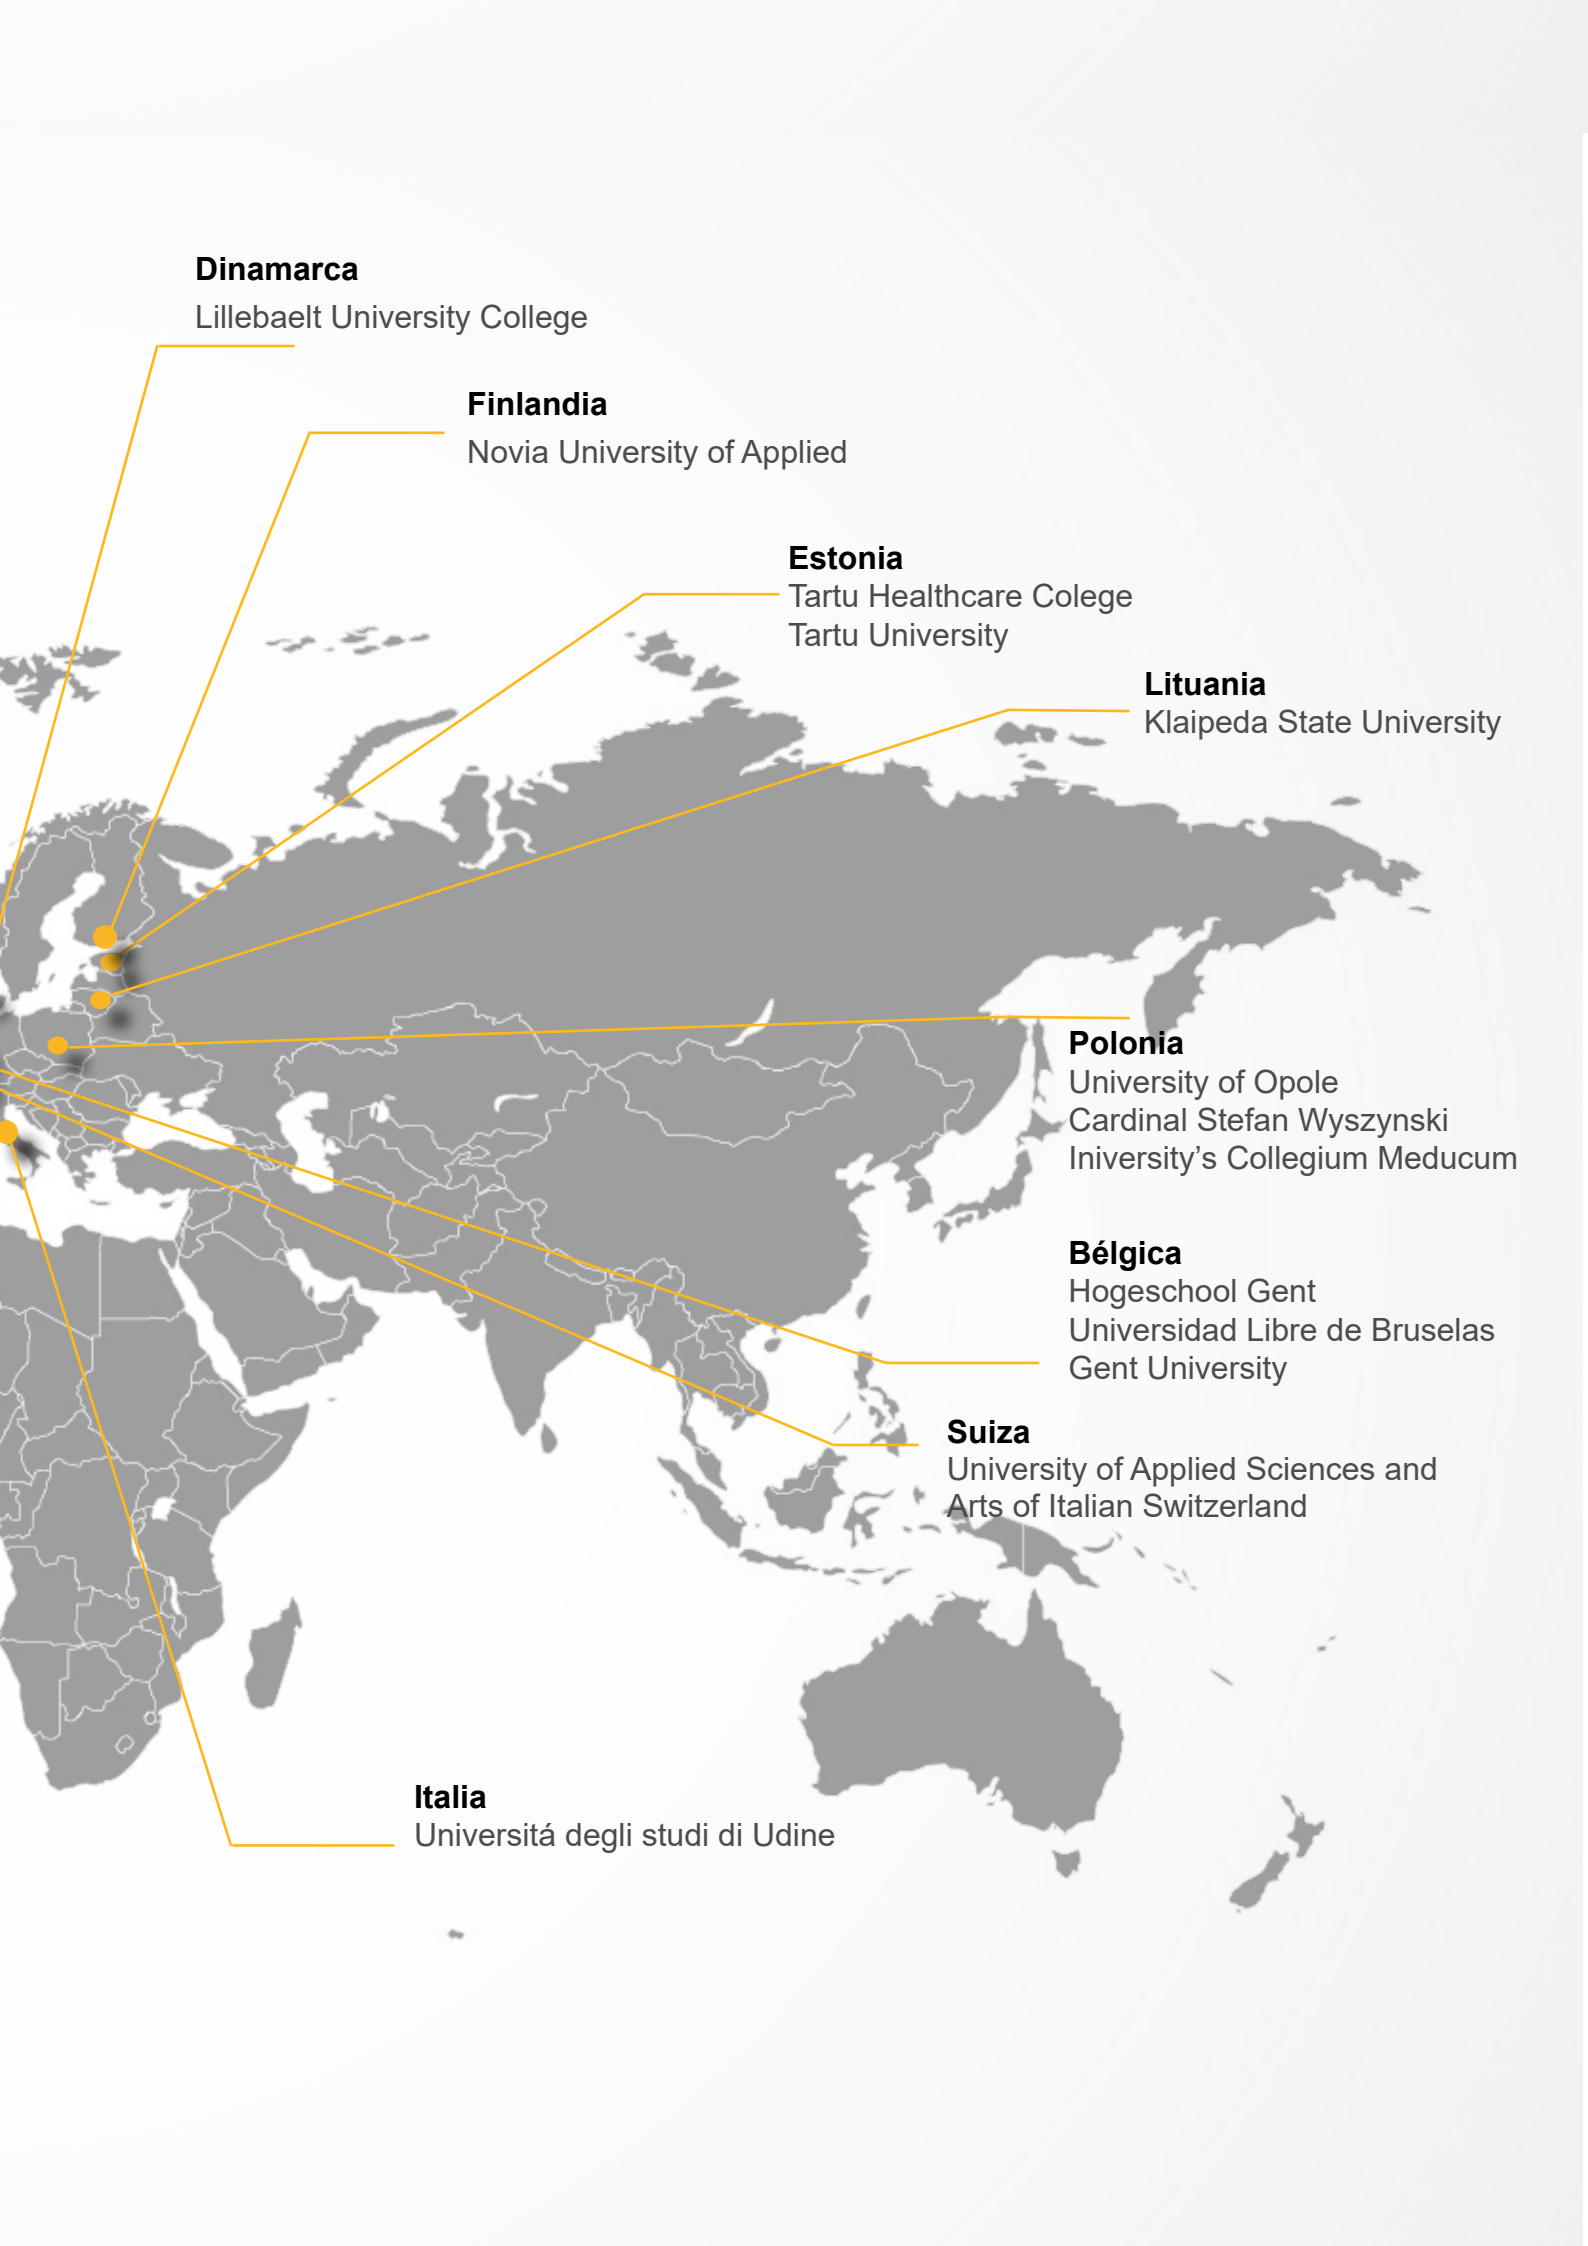 Dinamarca
Lillebaelt University College
Finlandia
Novia University of Applied
Estonia
Tartu Healthcare Colege
Tartu University
Lituania
Klaipeda State University
Polonia
University of Opole
Cardinal Stefan Wyszynski
Iniversity’s Collegium Meducum
Bélgica
Hogeschool Gent
Universidad Libre de Bruselas
Gent University
Suiza
University of Applied Sciences and
Arts of Italian Switzerland
Italia
Universitá degli studi di Udine